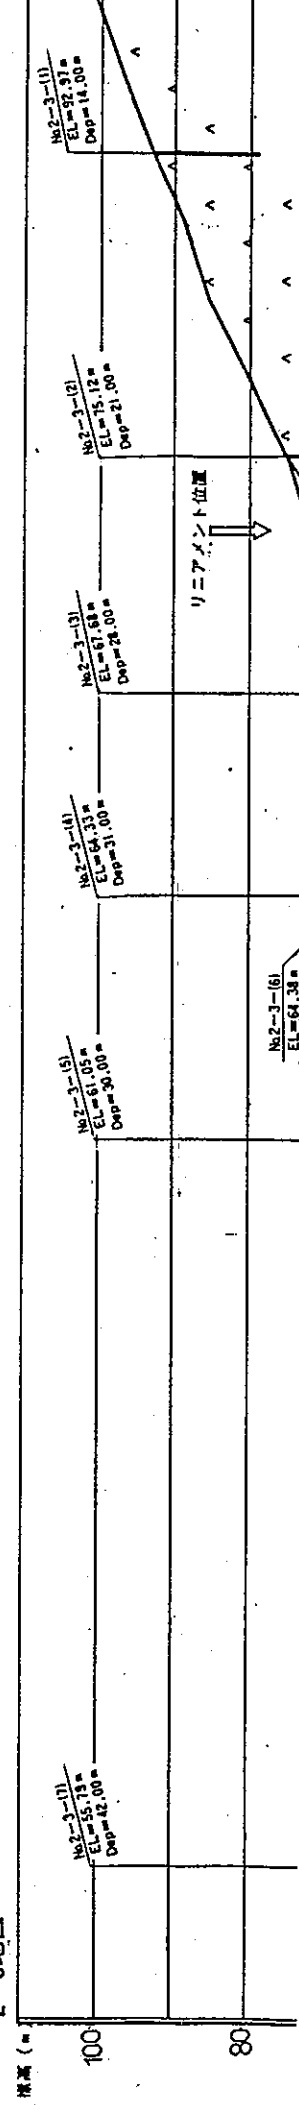 標高 (m)
100
80
No.2-3-(7)
EL=55.79m
Dep=42.00m
No.2-3-(5)
EL=61.05m
Dep=30.00m
No.2-3-(6)
EL=64.38m
No.2-3-(4)
EL=64.33m
Dep=31.00m
No.2-3-(3)
EL=67.68m
Dep=28.00m
リニアメント位置
No.2-3-(2)
EL=75.12m
Dep=21.00m
No.2-3-(1)
EL=92.97m
Dep=14.00m